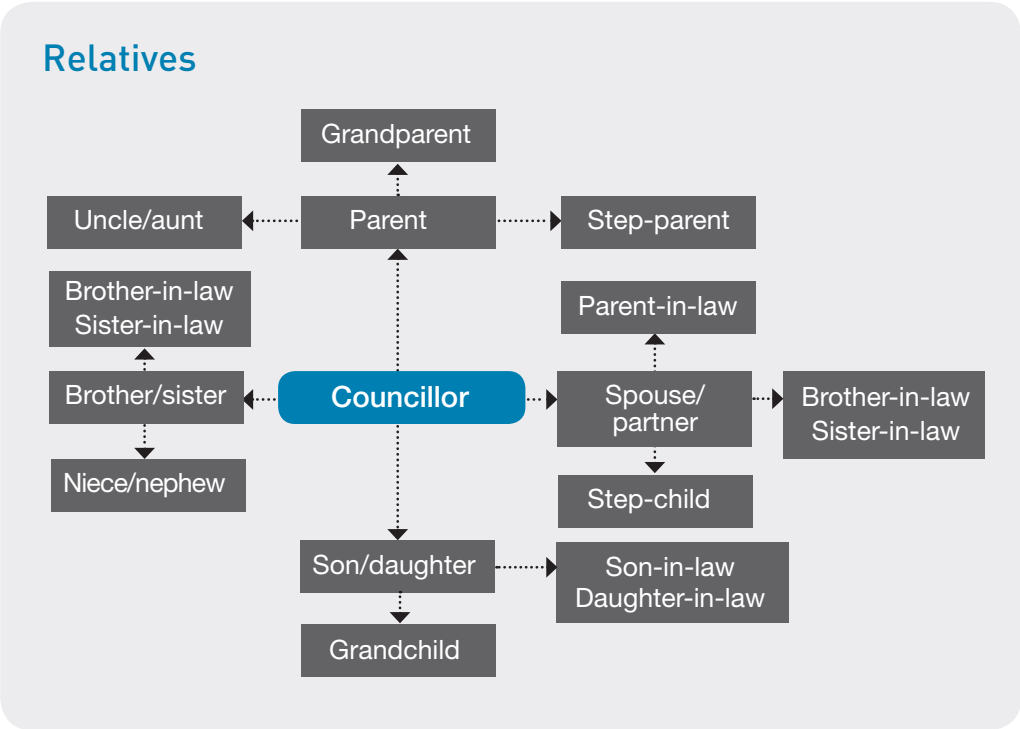 Relatives
Grandparent
Uncle/aunt
Parent
Step-parent
Brother-in-law
Sister-in-law
Parent-in-law
Brother/sister
Councillor
Spouse/
partner
Brother-in-law
Sister-in-law
Niece/nephew
Step-child
Son/daughter
Son-in-law
Daughter-in-law
Grandchild